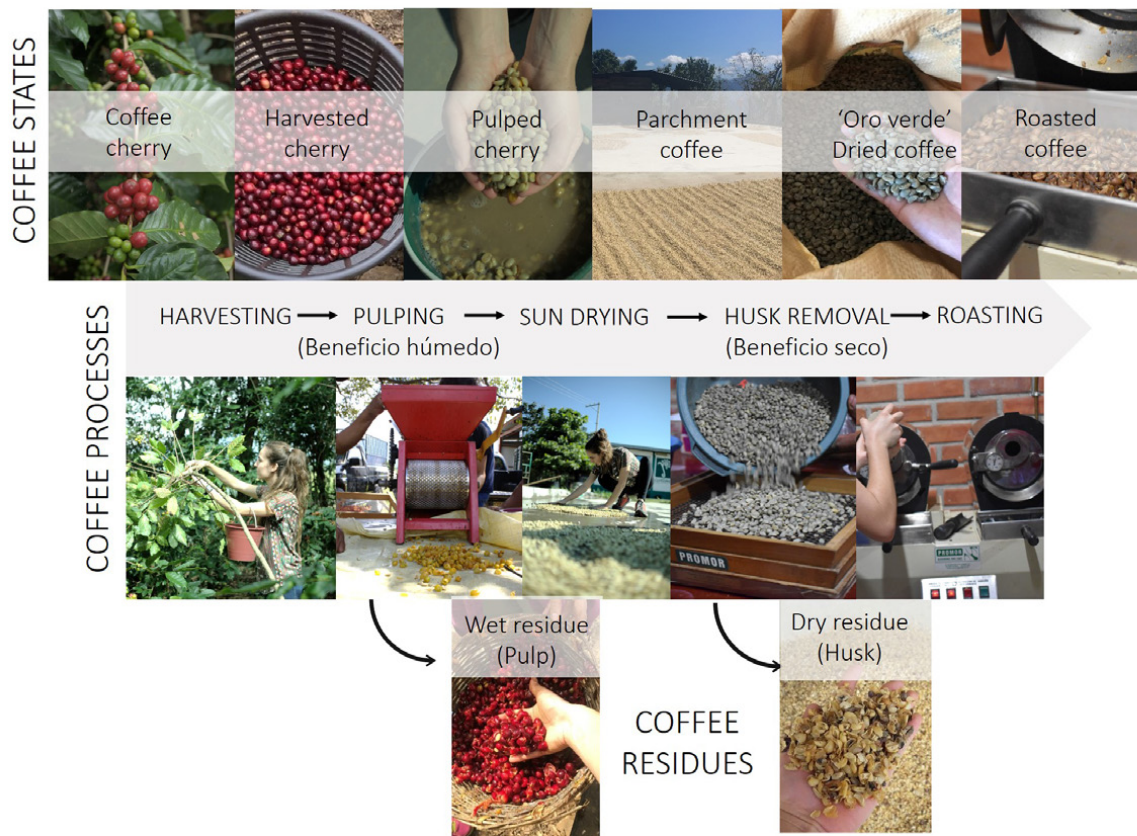 COFFEE STATES
Coffee
cherry
Harvested
cherry
Pulped
cherry
Parchment
coffee
‘Oro verde’
Dried coffee
Roasted
coffee
COFFEE PROCESSES
HARVESTING
PULPING
(Beneficio húmedo)
SUN DRYING
HUSK REMOVAL
(Beneficio seco)
ROASTING
PROMOR
PROMOR
Wet residue
(Pulp)
Dry residue
(Husk)
COFFEE
RESIDUES